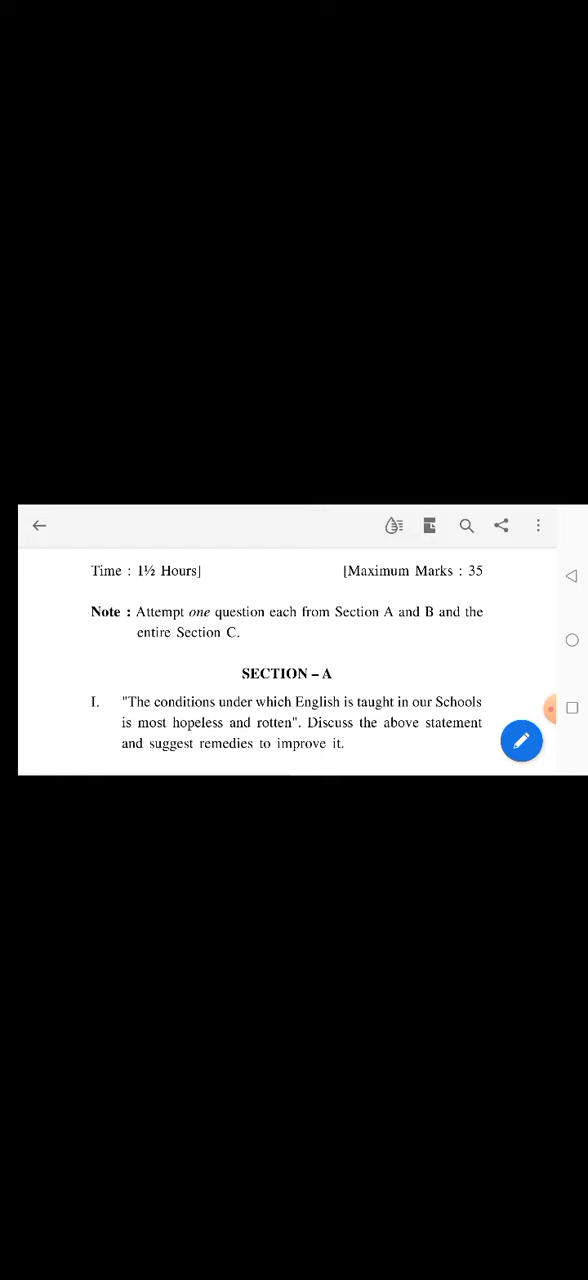 Time : 1½ Hours] [Maximum Marks : 35
Note : Attempt one question each from Section A and B and the
entire Section C.
SECTION – A
I. "The conditions under which English is taught in our Schools
is most hopeless and rotten". Discuss the above statement
and suggest remedies to improve it.